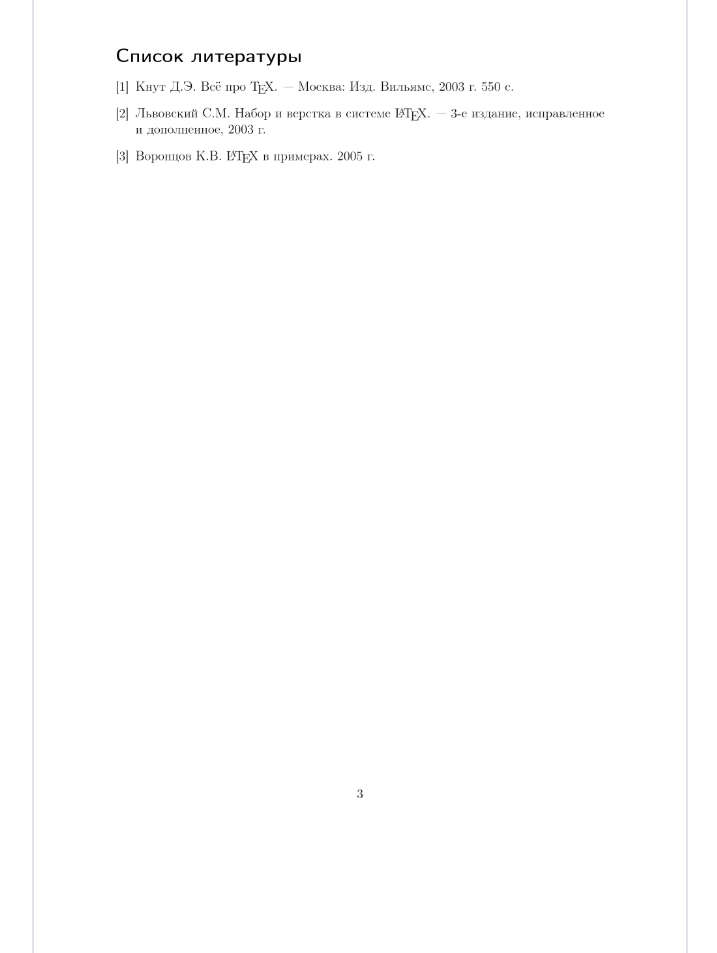 Список литературы
[1] Кнут Д.Э. Всё про TEX. — Москва: Изд. Вильямс, 2003 г. 550 с.
[2] Львовский С.М. Набор и верстка в системе LATEX. — 3-е издание, исправленное
и дополненное, 2003 г.
[3] Воронцов К.В. LATEX в примерах. 2005 г.
3